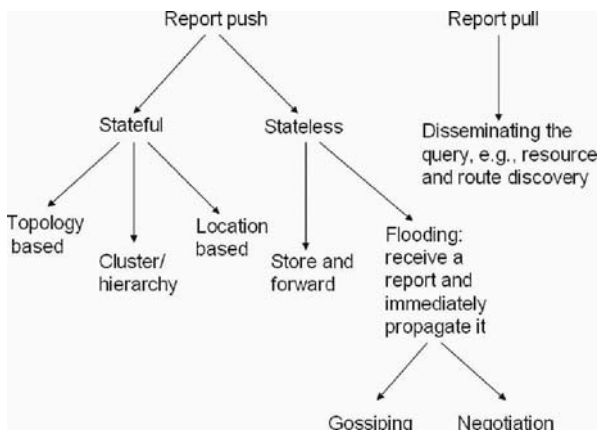 Report push
Report pull
Stateful
Stateless
Disseminating the
query, e.g., resource
and route discovery
Topology
based
Cluster/
hierarchy
Location
based
Store and
forward
Flooding:
receive a
report and
immediately
propagate it
Gossiping
Negotiation